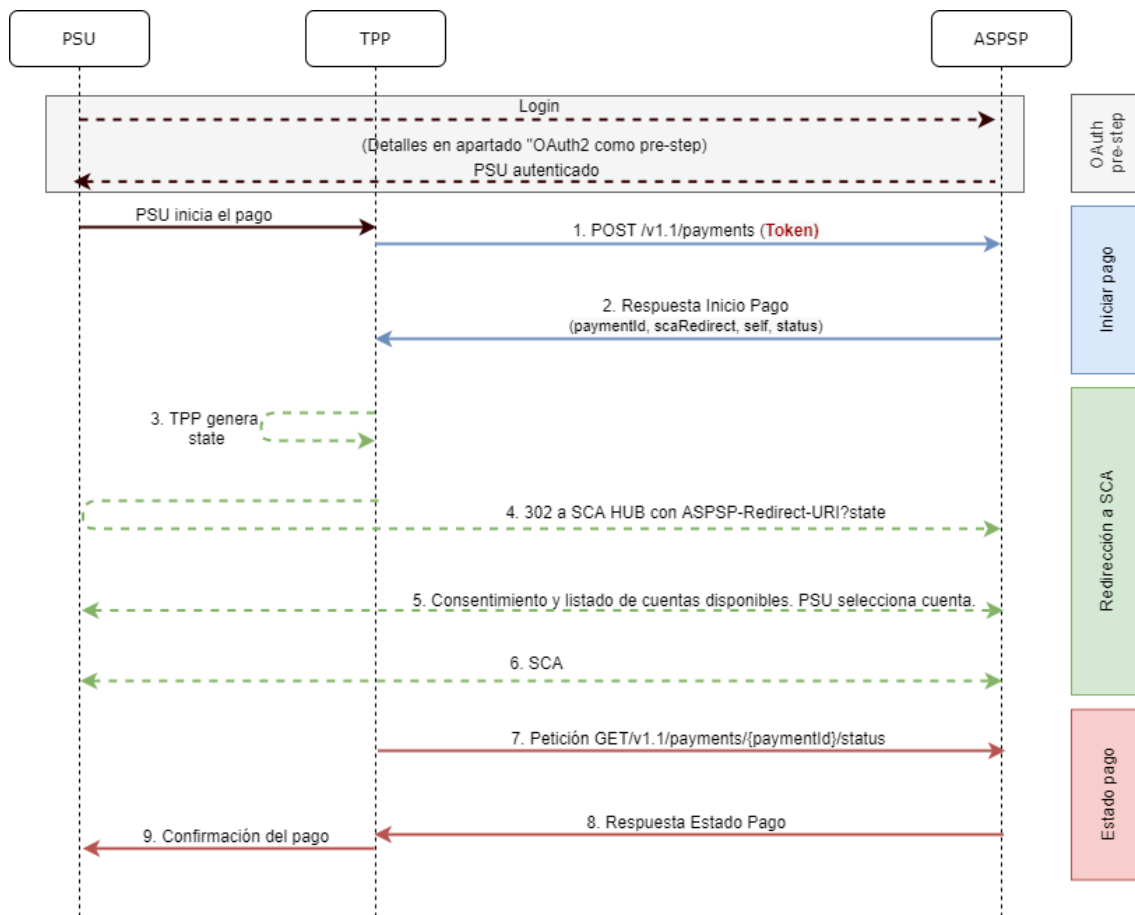 PSU
TPP
ASPSP
Login
(Detalles en apartado "OAuth2 como pre-step)
PSU autenticado
OAuth
pre-step
PSU inicia el pago
1. POST /v1.1/payments (Token)
2. Respuesta Inicio Pago
(paymentId, scaRedirect, self, status)
Iniciar pago
3. TPP genera
state
4. 302 a SCA HUB con ASPSP-Redirect-URI?state
5. Consentimiento y listado de cuentas disponibles. PSU selecciona cuenta.
6. SCA
Redirección a SCA
7. Petición GET/v1.1/payments/{paymentId}/status
8. Respuesta Estado Pago
9. Confirmación del pago
Estado pago